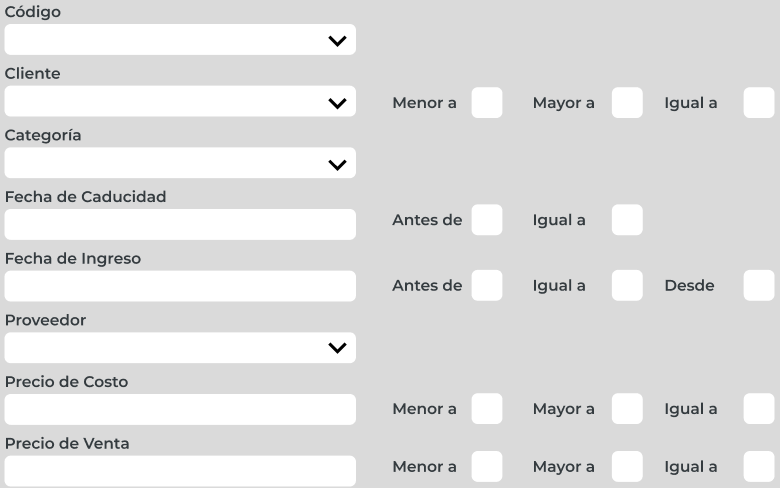 Código
Cliente
Menor a Mayor a Igual a
Categoría
Fecha de Caducidad
Antes de Igual a
Fecha de Ingreso
Antes de Igual a Desde
Proveedor
Precio de Costo
Menor a Mayor a Igual a
Precio de Venta
Menor a Mayor a Igual a